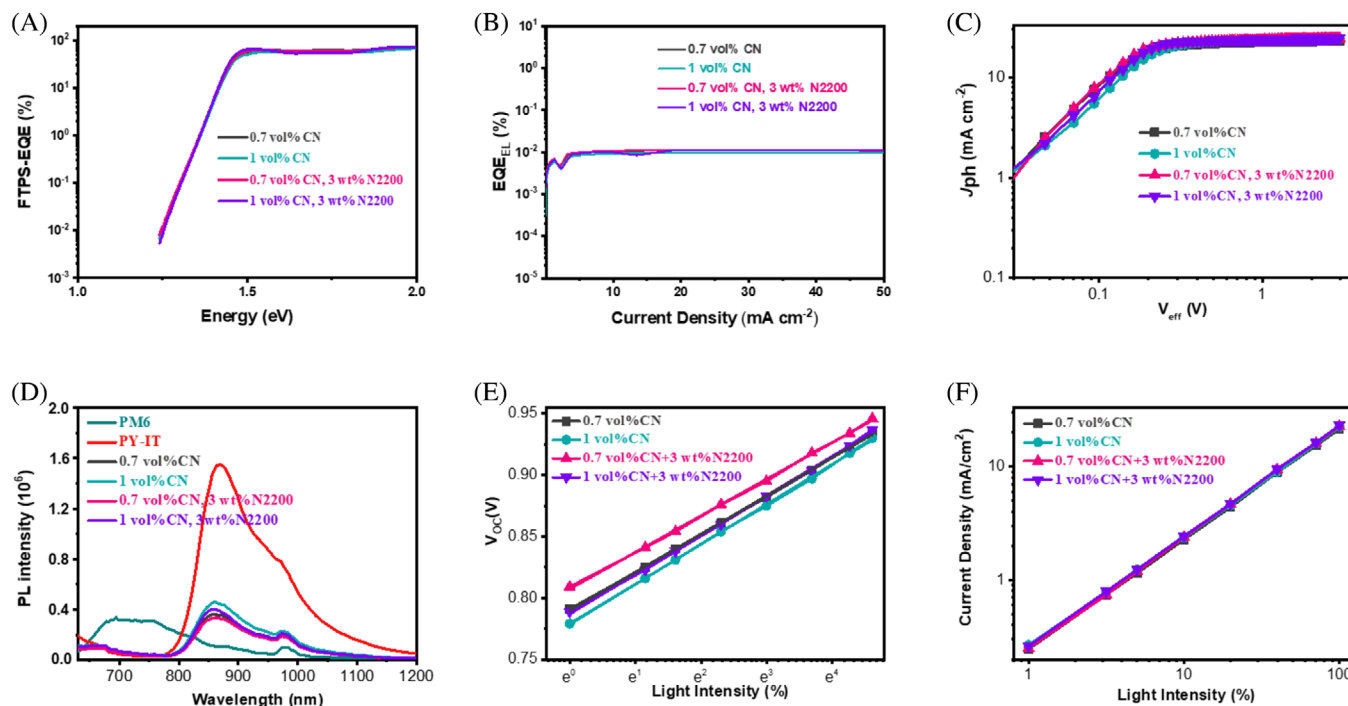 (A)
10²
10¹
10⁰
10⁻¹
10⁻²
10⁻³
FTPS-EQE (%)
0.7 vol%CN
1 vol%CN
0.7 vol%CN, 3 wt%N2200
1 vol%CN, 3 wt%N2200
1.0 1.5 2.0
Energy (eV)
(B)
10¹
10⁰
10⁻¹
10⁻²
10⁻³
10⁻⁴
10⁻⁵
EQE_EL (%)
0.7 vol% CN
1 vol% CN
0.7 vol% CN, 3 wt% N2200
1 vol% CN, 3 wt% N2200
0 10 20 30 40 50
Current Density (mA cm⁻²)
(C)
10
1
0.1
Jph (mA cm⁻²)
0.7 vol%CN
1 vol%CN
0.7 vol%CN, 3 wt%N2200
1 vol%CN, 3 wt%N2200
0.1 1
V_eff (V)
(D)
2.0
1.6
1.2
0.8
0.4
0.0
PL intensity (10⁶)
PM6
PY-IT
0.7 vol%CN
1 vol%CN
0.7 vol%CN, 3 wt%N2200
1 vol%CN, 3 wt%N2200
700 800 900 1000 1100 1200
Wavelength (nm)
(E)
0.95
0.90
0.85
0.80
0.75
V_OC(V)
0.7 vol%CN
1 vol%CN
0.7 vol%CN+3 wt%N2200
1 vol%CN+3 wt%N2200
e⁰ e¹ e² e³ e⁴
Light Intensity (%)
(F)
10
1
Current Density (mA/cm²)
0.7 vol%CN
1 vol%CN
0.7 vol%CN+3 wt%N2200
1 vol%CN+3 wt%N2200
1 10 100
Light Intensity (%)